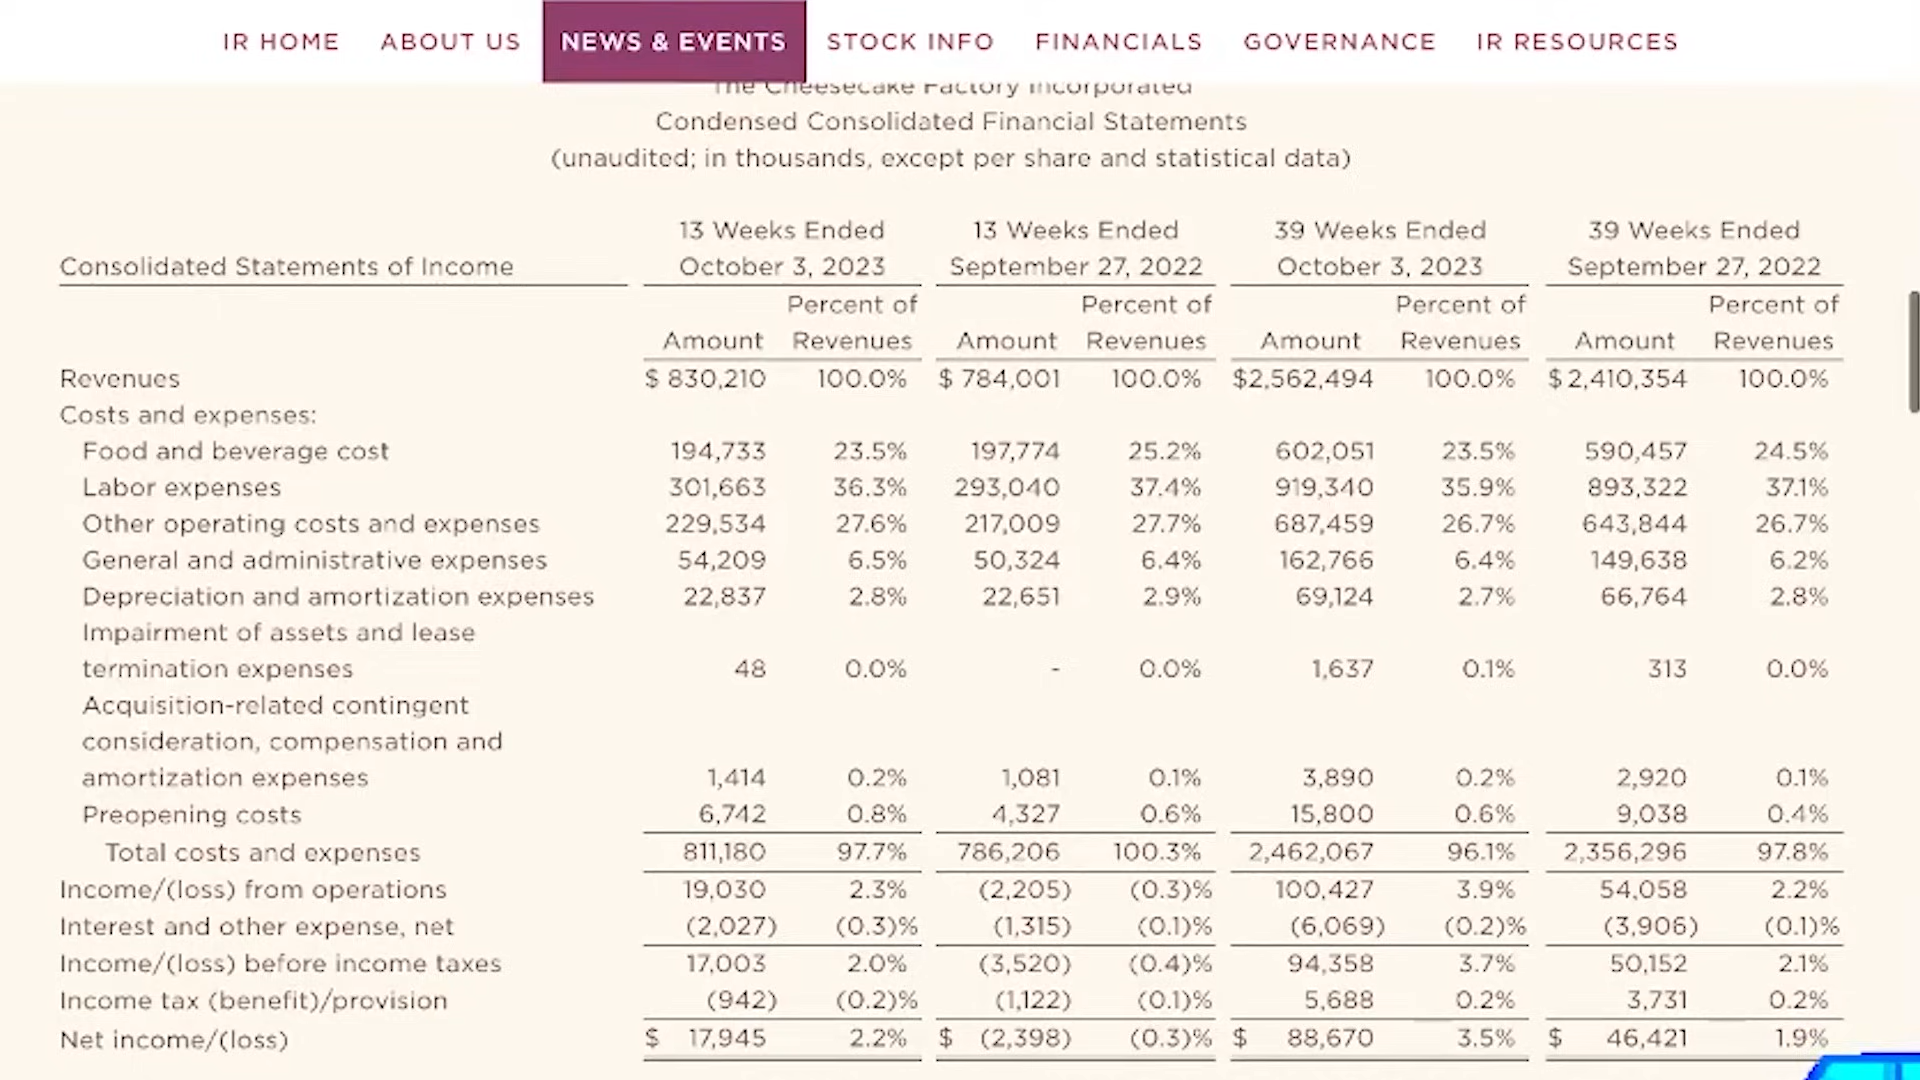 IR HOME ABOUT US NEWS & EVENTS STOCK INFO FINANCIALS GOVERNANCE IR RESOURCES
The Cheesecake Factory Incorporated
Condensed Consolidated Financial Statements
(unaudited; in thousands, except per share and statistical data)
13 Weeks Ended 13 Weeks Ended 39 Weeks Ended 39 Weeks Ended
Consolidated Statements of Income October 3, 2023 September 27, 2022 October 3, 2023 September 27, 2022
Percent of Percent of Percent of Percent of
Amount Revenues Amount Revenues Amount Revenues Amount Revenues
Revenues $ 830,210 100.0% $ 784,001 100.0% $2,562,494 100.0% $2,410,354 100.0%
Costs and expenses:
Food and beverage cost 194,733 23.5% 197,774 25.2% 602,051 23.5% 590,457 24.5%
Labor expenses 301,663 36.3% 293,040 37.4% 919,340 35.9% 893,322 37.1%
Other operating costs and expenses 229,534 27.6% 217,009 27.7% 687,459 26.7% 643,844 26.7%
General and administrative expenses 54,209 6.5% 50,324 6.4% 162,766 6.4% 149,638 6.2%
Depreciation and amortization expenses 22,837 2.8% 22,651 2.9% 69,124 2.7% 66,764 2.8%
Impairment of assets and lease
termination expenses 48 0.0% - 0.0% 1,637 0.1% 313 0.0%
Acquisition-related contingent
consideration, compensation and
amortization expenses 1,414 0.2% 1,081 0.1% 3,890 0.2% 2,920 0.1%
Preopening costs 6,742 0.8% 4,327 0.6% 15,800 0.6% 9,038 0.4%
Total costs and expenses 811,180 97.7% 786,206 100.3% 2,462,067 96.1% 2,356,296 97.8%
Income/(loss) from operations 19,030 2.3% (2,205) (0.3)% 100,427 3.9% 54,058 2.2%
Interest and other expense, net (2,027) (0.3)% (1,315) (0.1)% (6,069) (0.2)% (3,906) (0.1)%
Income/(loss) before income taxes 17,003 2.0% (3,520) (0.4)% 94,358 3.7% 50,152 2.1%
Income tax (benefit)/provision (942) (0.2)% (1,122) (0.1)% 5,688 0.2% 3,731 0.2%
Net income/(loss) $ 17,945 2.2% $ (2,398) (0.3)% $ 88,670 3.5% $ 46,421 1.9%